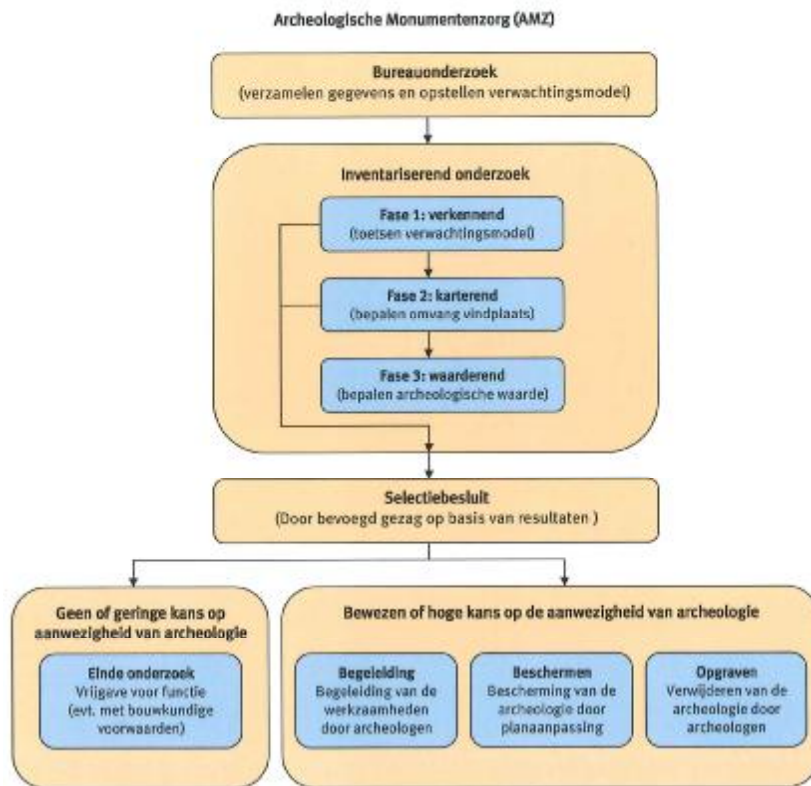 Archeologische Monumentenzorg (AMZ)
Bureauonderzoek
(verzamelen gegevens en opstellen verwachtingsmodel)
Inventariserend onderzoek
Fase 1: verkennend
(toetsen verwachtingsmodel)
Fase 2: karterend
(bepalen omvang vindplaats)
Fase 3: waarderend
(bepalen archeologische waarde)
Selectiebesluit
(Door bevoegd gezag op basis van resultaten )
Geen of geringe kans op
aanwezigheid van archeologie
Einde onderzoek
Vrijgave voor functie
(evt. met bouwkundige
voorwaarden)
Bewezen of hoge kans op de aanwezigheid van archeologie
Begeleiding
Begeleiding van de
werkzaamheden
door archeologen
Beschermen
Bescherming van de
archeologie door
planaanpassing
Opgraven
Verwijderen van de
archeologie door
archeologen